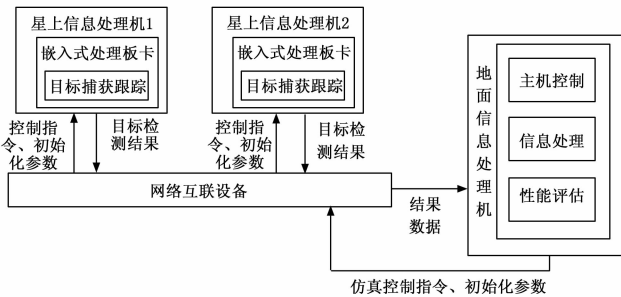 星上信息处理机1
嵌入式处理板卡
目标捕获跟踪
星上信息处理机2
嵌入式处理板卡
目标捕获跟踪
控制指
令、初始
化参数
目标检
测结果
控制指
令、初始
化参数
目标检
测结果
网络互联设备
结果
数据
地面信息处理机
主机控制
信息处理
性能评估
仿真控制指令、初始化参数